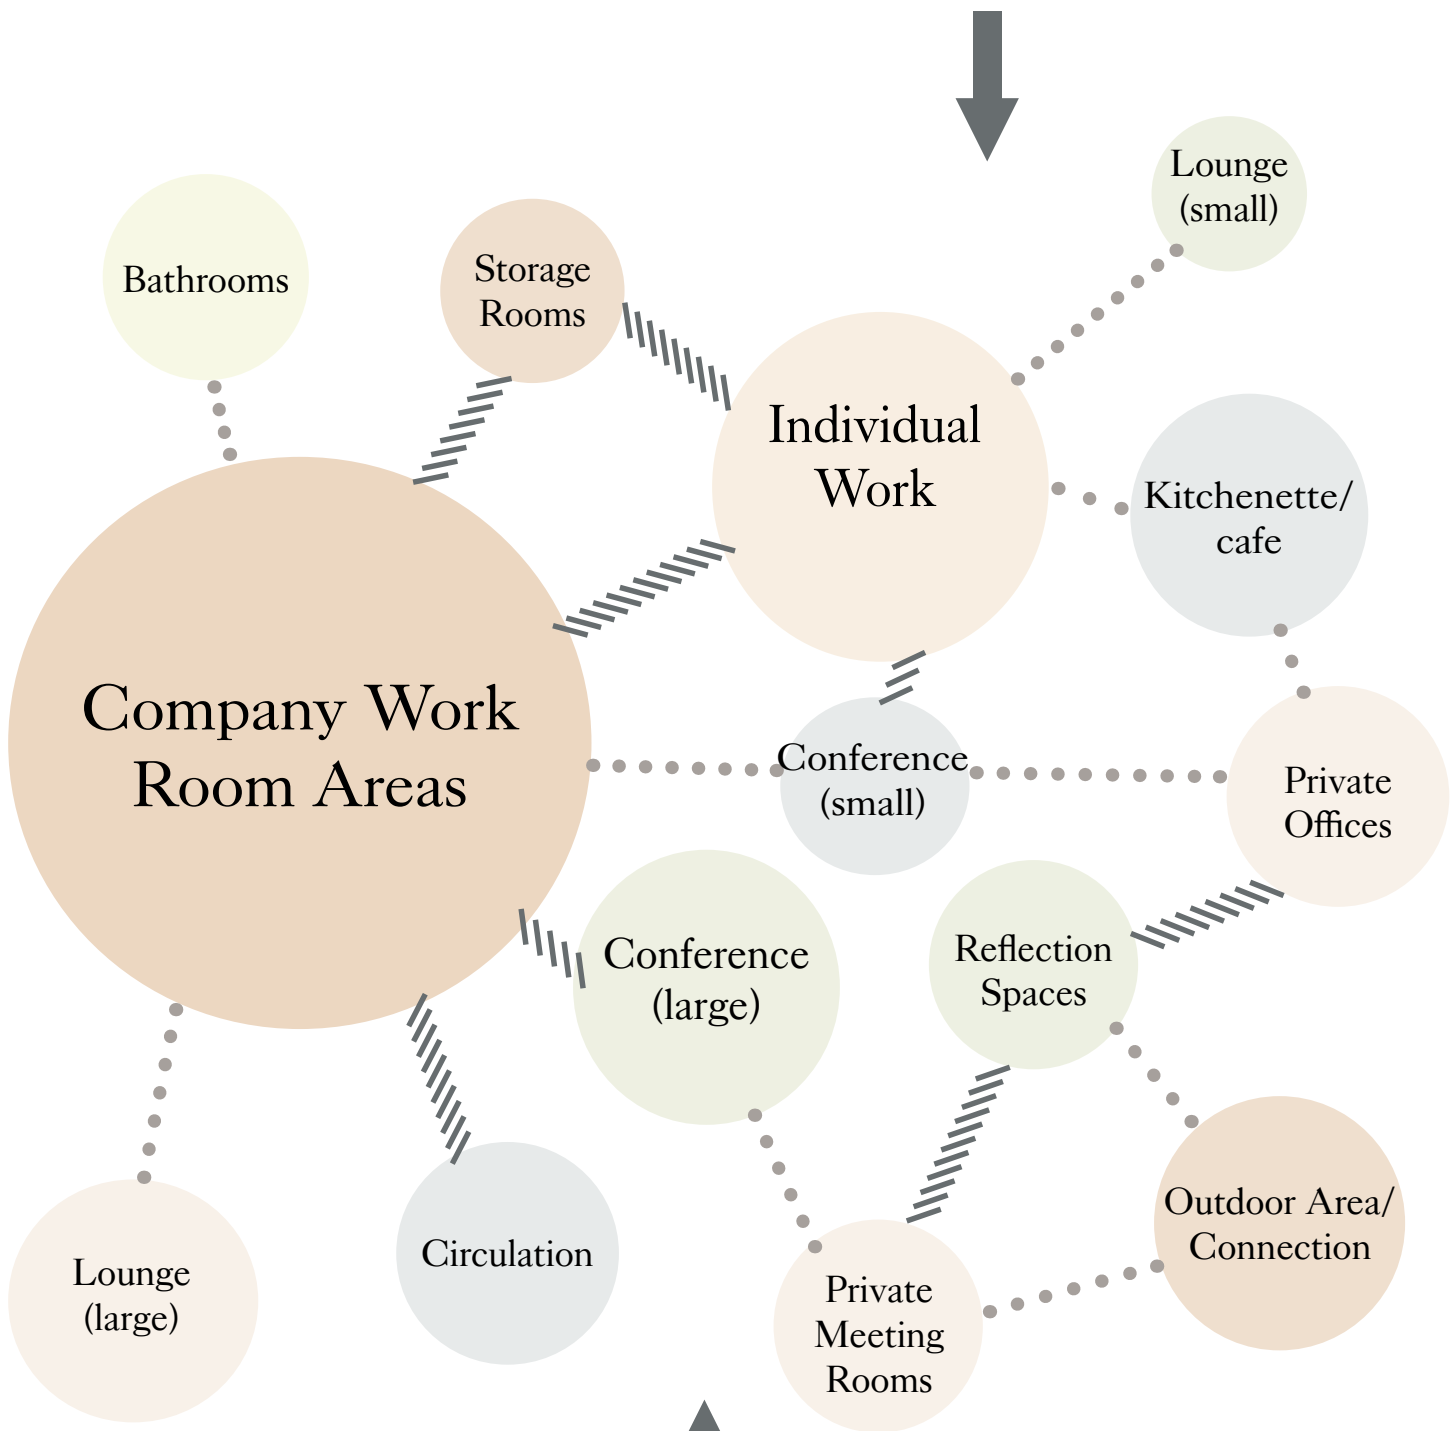 Lounge
(small)
Bathrooms
Storage
Rooms
Individual
Work
Kitchenette/
cafe
Company Work
Room Areas
Conference
(small)
Private
Offices
Conference
(large)
Reflection
Spaces
Outdoor Area/
Connection
Circulation
Lounge
(large)
Private
Meeting
Rooms